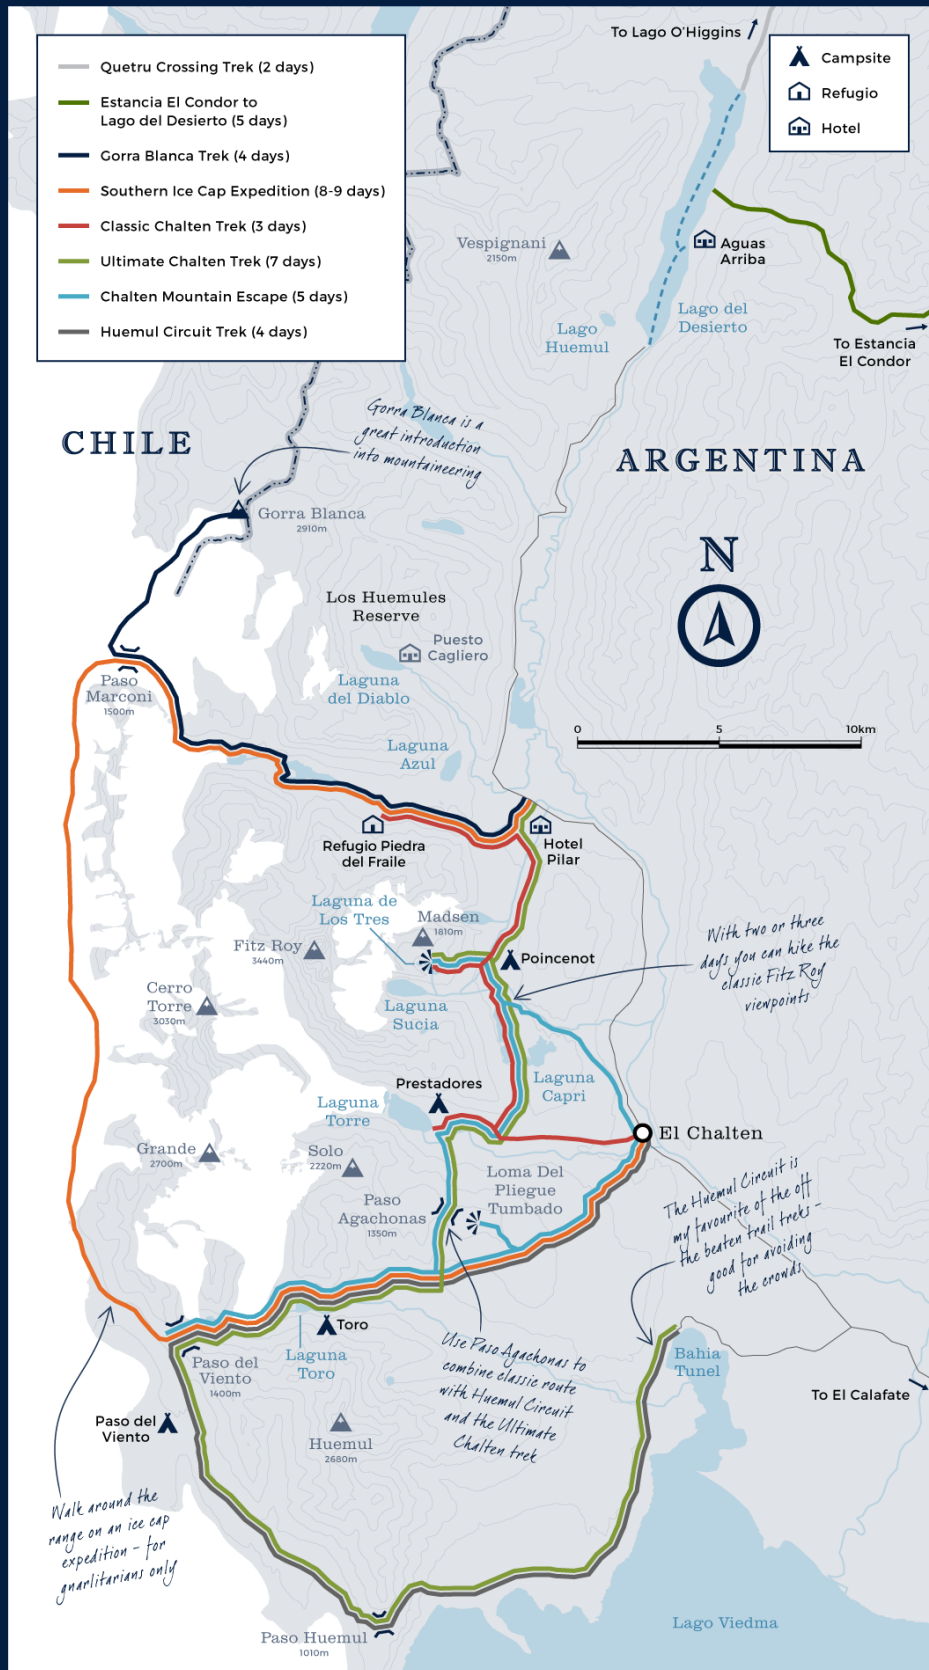 To Lago O'Higgins
Quetru Crossing Trek (2 days)
Estancia El Condor to
Lago del Desierto (5 days)
Gorra Blanca Trek (4 days)
Southern Ice Cap Expedition (8-9 days)
Classic Chalten Trek (3 days)
Ultimate Chalten Trek (7 days)
Chalten Mountain Escape (5 days)
Huemul Circuit Trek (4 days)
Campsite
Refugio
Hotel
Vespignani
2150m
Aguas
Arriba
Lago del
Desierto
Lago
Huemul
To Estancia
El Condor
Gorra Blanca is a
great introduction
into mountaineering
CHILE
ARGENTINA
Gorra Blanca
2910m
N
Los Huemules
Reserve
Puesto
Cagliero
Laguna
del Diablo
Paso
Marconi
1500m
0 5 10km
Laguna
Azul
Refugio Piedra
del Fraile
Hotel
Pilar
Laguna de
Los Tres
Madsen
1810m
Fitz Roy
3440m
Poincenot
With two or three
days you can hike the
classic Fitz Roy
viewpoints
Cerro
Torre
3030m
Laguna
Sucia
Prestadores
Laguna
Capri
Laguna
Torre
El Chalten
Grande
2700m
Solo
2220m
Loma Del
Pliegue
Tumbado
Paso
Agachonas
1350m
The Huemul Circuit is
my favourite of the off
the beaten trail treks -
good for avoiding
the crowds
Toro
Laguna
Toro
Use Paso Agachonas to
combine classic route
with Huemul Circuit
and the Ultimate
Chalten trek
Bahia
Tunel
Paso del
Viento
1400m
To El Calafate
Paso del
Viento
Huemul
2680m
Walk around the
range on an ice cap
expedition - for
gnarlitarians only
Lago Viedma
Paso Huemul
1010m